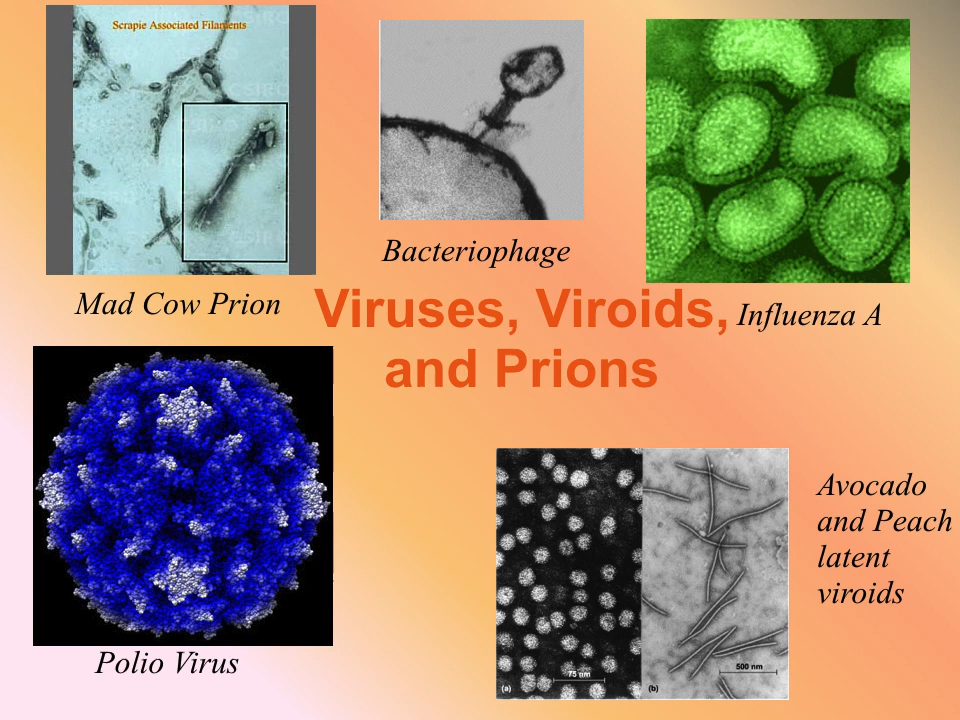 Scrapie Associated Filaments
CSIRO
Bacteriophage
Mad Cow Prion
Viruses, Viroids,
and Prions
Influenza A
Avocado
and Peach
latent
viroids
75 nm
500 nm
(a)
(b)
Polio Virus